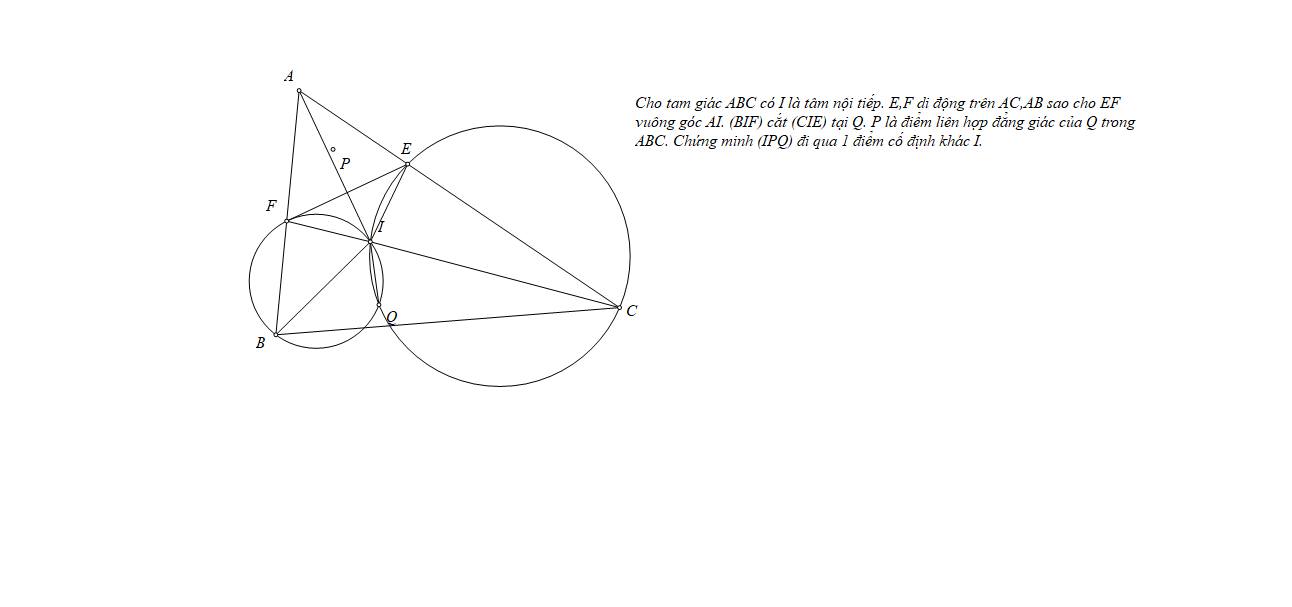 A
Cho tam giác ABC có I là tâm nội tiếp. E,F di động trên AC,AB sao cho EF
vuông góc AI. (BIF) cắt (CIE) tại Q. P là điểm liên hợp đẳng giác của Q trong
ABC. Chứng minh (IPQ) đi qua 1 điểm cố định khác I.
E
P
F
I
Q
C
B